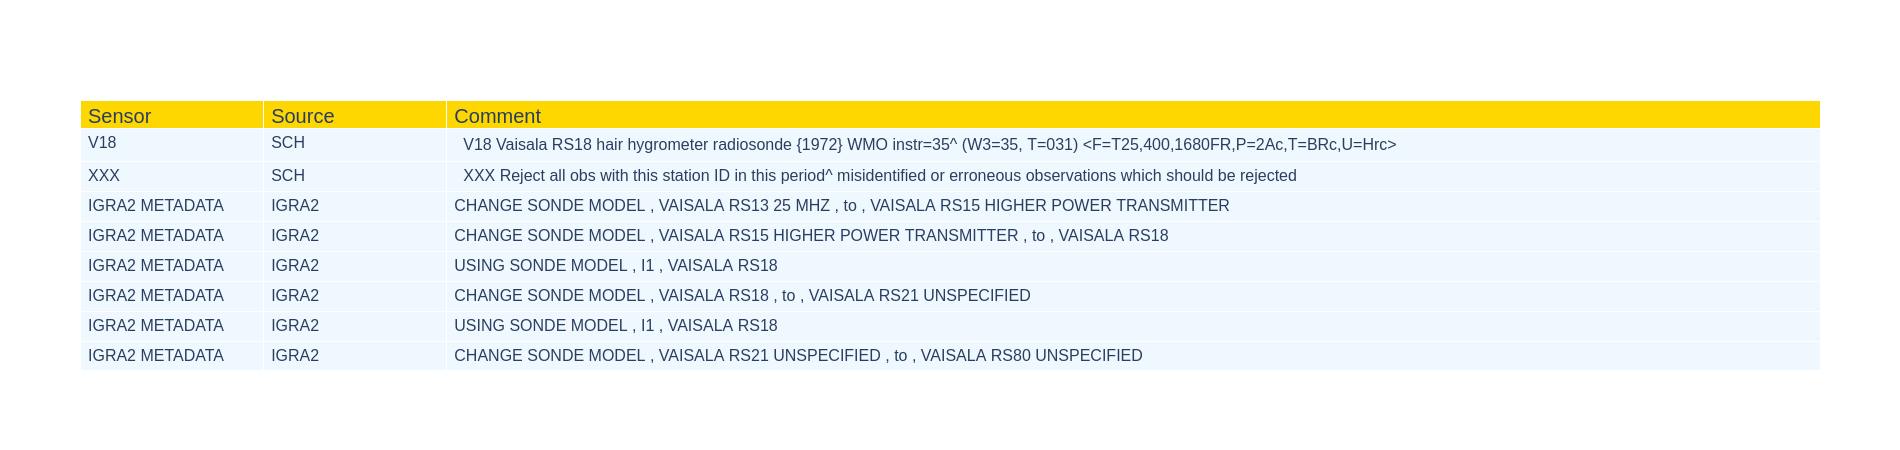 Sensor Source Comment
V18 SCH V18 Vaisala RS18 hair hygrometer radiosonde {1972} WMO instr=35^ (W3=35, T=031) <F=T25,400,1680FR,P=2Ac,T=BRc,U=Hrc>
XXX SCH XXX Reject all obs with this station ID in this period^ misidentified or erroneous observations which should be rejected
IGRA2 METADATA IGRA2 CHANGE SONDE MODEL , VAISALA RS13 25 MHZ , to , VAISALA RS15 HIGHER POWER TRANSMITTER
IGRA2 METADATA IGRA2 CHANGE SONDE MODEL , VAISALA RS15 HIGHER POWER TRANSMITTER , to , VAISALA RS18
IGRA2 METADATA IGRA2 USING SONDE MODEL , I1 , VAISALA RS18
IGRA2 METADATA IGRA2 CHANGE SONDE MODEL , VAISALA RS18 , to , VAISALA RS21 UNSPECIFIED
IGRA2 METADATA IGRA2 USING SONDE MODEL , I1 , VAISALA RS18
IGRA2 METADATA IGRA2 CHANGE SONDE MODEL , VAISALA RS21 UNSPECIFIED , to , VAISALA RS80 UNSPECIFIED